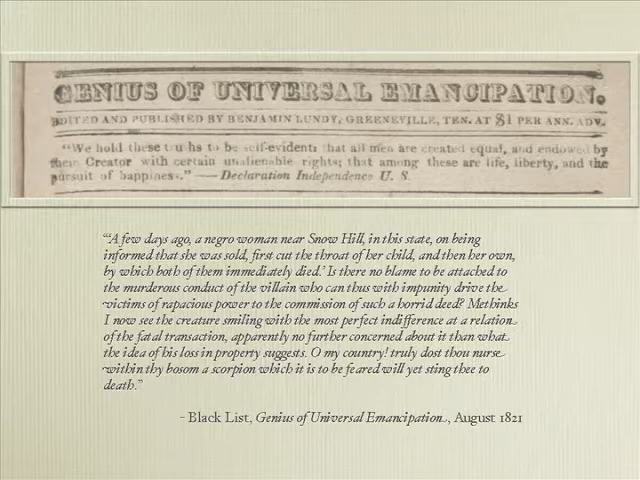 GENIUS OF UNIVERSAL EMANCIPATION.
EDITED AND PUBLISHED BY BENJAMIN LUNDY, GREENEVILLE, TEN. AT $1 PER ANN. ADV.
"We hold these truths to be self-evident: that all men are created equal, and endowed by
their Creator with certain unalienable rights; that among these are life, liberty, and the
pursuit of happiness." — Declaration Independence U. S.
"'A few days ago, a negro woman near Snow Hill, in this state, on being
informed that she was sold, first cut the throat of her child, and then her own,
by which both of them immediately died.' Is there no blame to be attached to
the murderous conduct of the villain who can thus with impunity drive the
victims of rapacious power to the commission of such a horrid deed? Methinks
I now see the creature smiling with the most perfect indifference at a relation
of the fatal transaction, apparently no further concerned about it than what
the idea of his loss in property suggests. O my country! truly dost thou nurse
within thy bosom a scorpion which it is to be feared will yet sting thee to
death."
- Black List, Genius of Universal Emancipation, August 1821